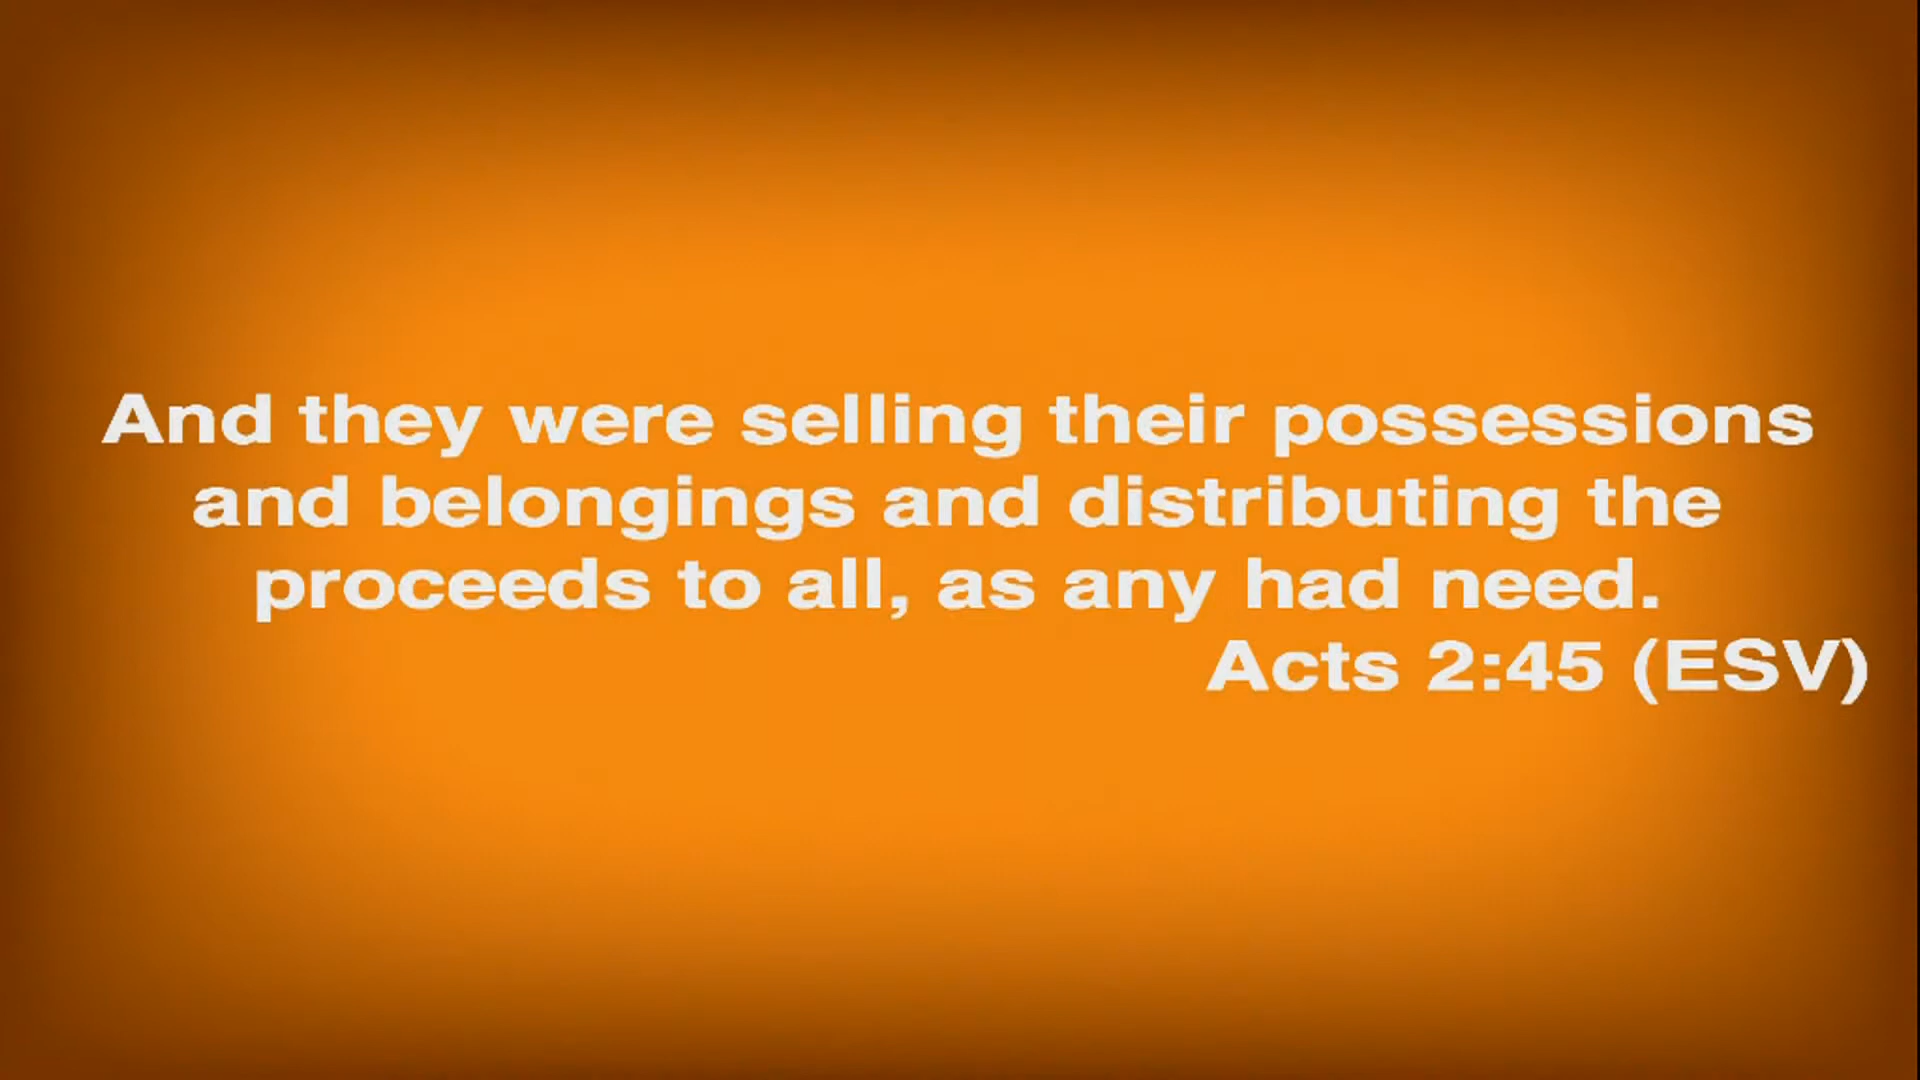 And they were selling their possessions
and belongings and distributing the
proceeds to all, as any had need.
Acts 2:45 (ESV)